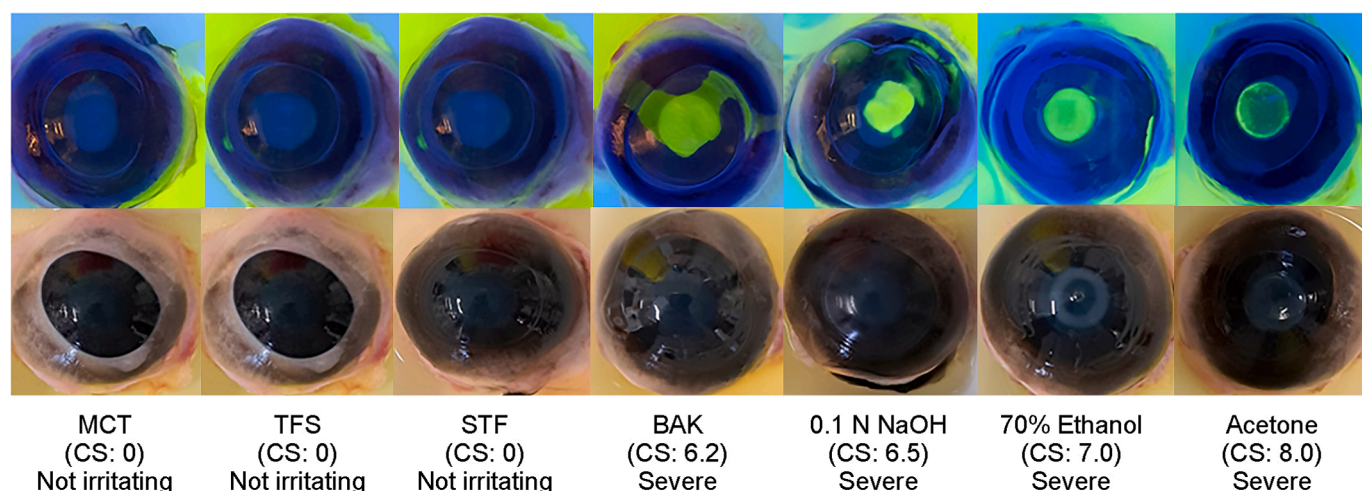 MCT
(CS: 0)
Not irritating
TFS
(CS: 0)
Not irritating
STF
(CS: 0)
Not irritating
BAK
(CS: 6.2)
Severe
0.1 N NaOH
(CS: 6.5)
Severe
70% Ethanol
(CS: 7.0)
Severe
Acetone
(CS: 8.0)
Severe